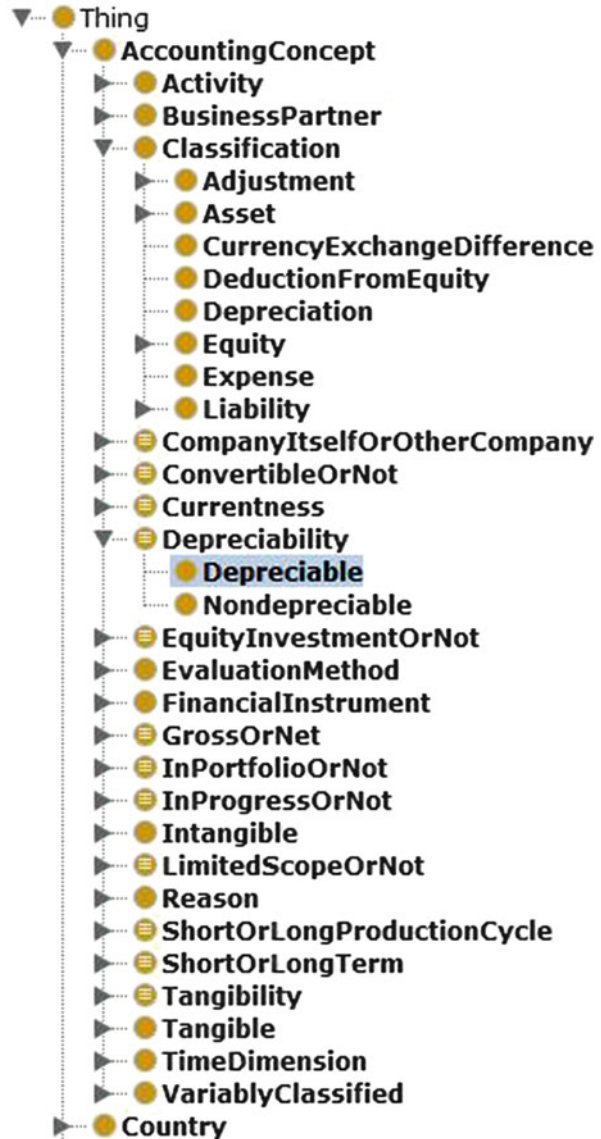 Thing
AccountingConcept
Activity
BusinessPartner
Classification
Adjustment
Asset
CurrencyExchangeDifference
DeductionFromEquity
Depreciation
Equity
Expense
Liability
CompanyItselfOrOtherCompany
ConvertibleOrNot
Currentness
Depreciability
Depreciable
Nondepreciable
EquityInvestmentOrNot
EvaluationMethod
FinancialInstrument
GrossOrNet
InPortfolioOrNot
InProgressOrNot
Intangible
LimitedScopeOrNot
Reason
ShortOrLongProductionCycle
ShortOrLongTerm
Tangibility
Tangible
TimeDimension
VariablyClassified
Country